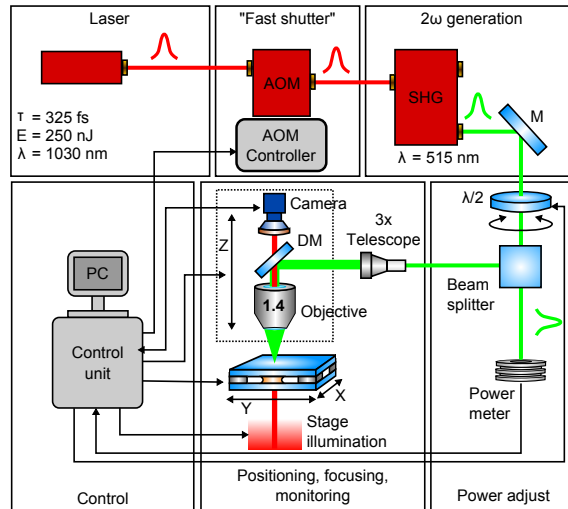 Laser
"Fast shutter"
2ω generation
AOM
SHG
M
τ = 325 fs
E = 250 nJ
λ = 1030 nm
AOM
Controller
λ = 515 nm
Camera
Z
DM
3x
Telescope
λ/2
PC
1.4
Objective
Beam
splitter
Control
unit
X
Y
Stage
illumination
Power
meter
Control
Positioning, focusing,
monitoring
Power adjust